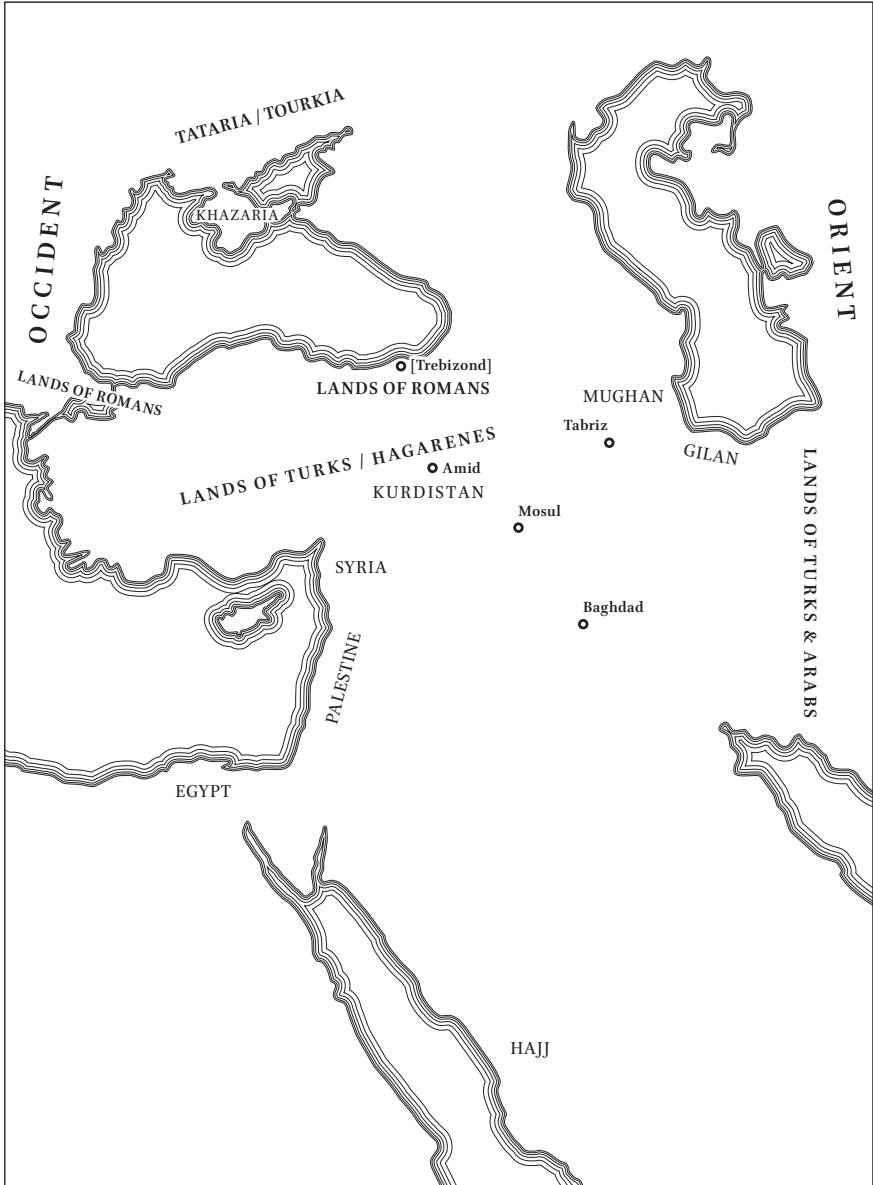 TATARIA / TOURKIA
OCCIDENT
KHAZARIA
ORIENT
[Trebizond]
LANDS OF ROMANS
LANDS OF ROMANS
MUGHAN
Tabriz
GILAN
LANDS OF TURKS / HAGARENES
Amid
KURDISTAN
Mosul
LANDS OF TURKS & ARABS
SYRIA
Baghdad
PALESTINE
EGYPT
HAJJ